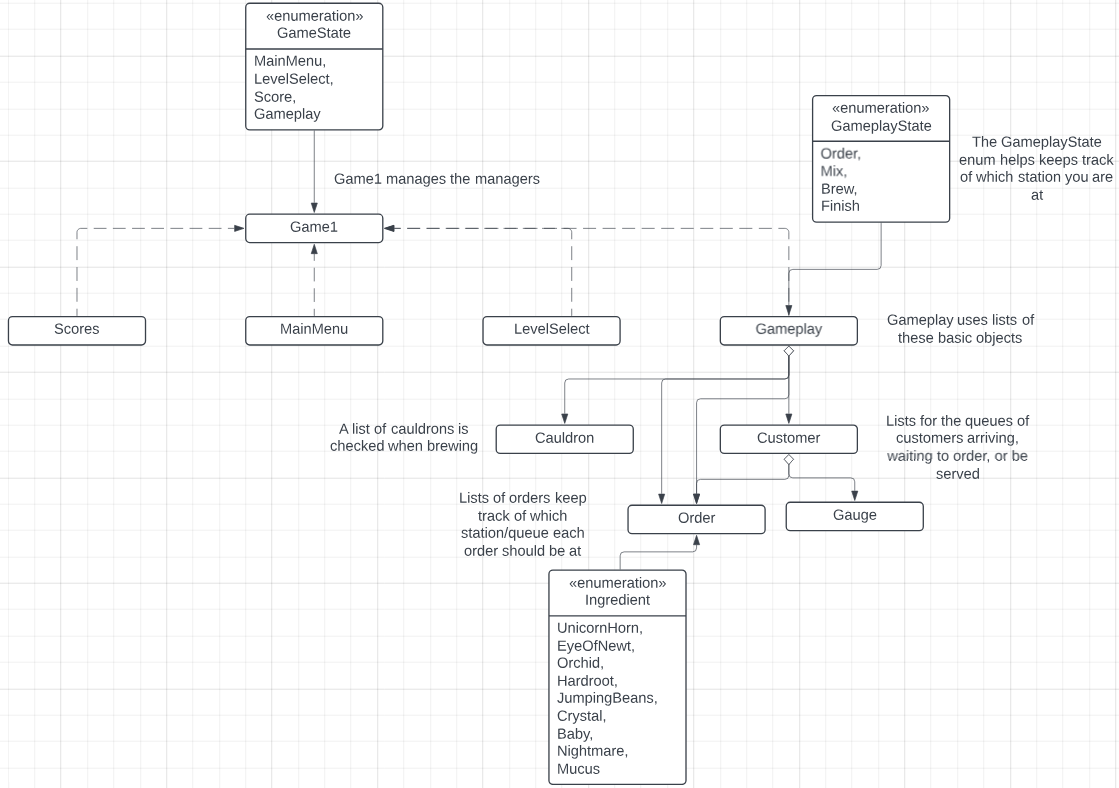 «enumeration»
GameState
MainMenu,
LevelSelect,
Score,
Gameplay
«enumeration»
GameplayState
Order,
Mix,
Brew,
Finish
The GameplayState
enum helps keeps track
of which station you are
at
Game1 manages the managers
Game1
Scores
MainMenu
LevelSelect
Gameplay
Gameplay uses lists of
these basic objects
A list of cauldrons is
checked when brewing
Cauldron
Customer
Lists for the queues of
customers arriving,
waiting to order, or be
served
Lists of orders keep
track of which
station/queue each
order should be at
Order
Gauge
«enumeration»
Ingredient
UnicornHorn,
EyeOfNewt,
Orchid,
Hardroot,
JumpingBeans,
Crystal,
Baby,
Nightmare,
Mucus